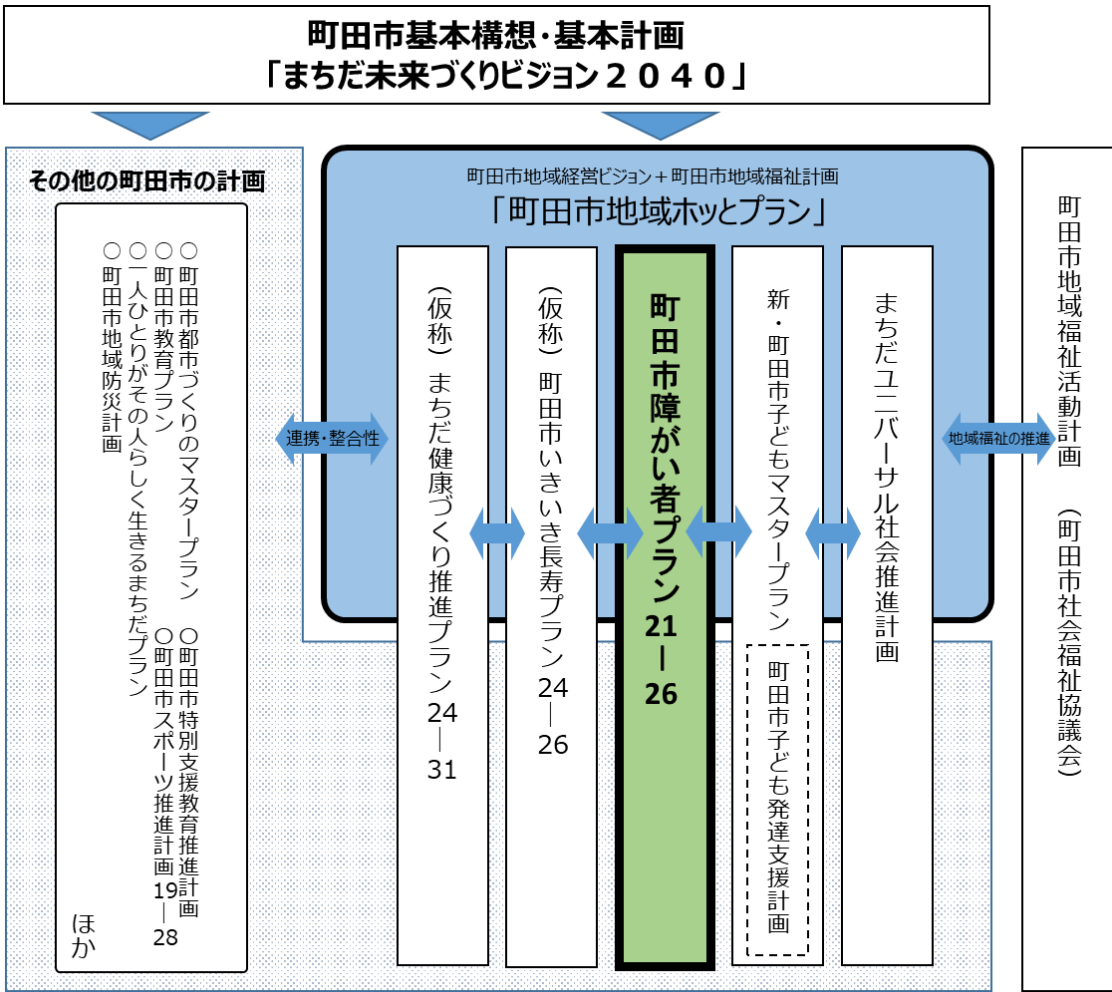 町田市基本構想・基本計画
「まちだ未来づくりビジョン２０４０」
その他の町田市の計画
○町田市都市づくりのマスタープラン
○町田市特別支援教育推進計画
○町田市教育プラン
○町田市スポーツ推進計画19―28
○一人ひとりがその人らしく生きるまちだプラン
○町田市地域防災計画
ほか
連携・整合性
町田市地域経営ビジョン＋町田市地域福祉計画
「町田市地域ホッとプラン」
（仮称）まちだ健康づくり推進プラン24―31
（仮称）町田市いきいき長寿プラン24―26
町田市障がい者プラン21―26
新・町田市子どもマスタープラン
町田市子ども発達支援計画
まちだユニバーサル社会推進計画
地域福祉の推進
町田市地域福祉活動計画（町田市社会福祉協議会）